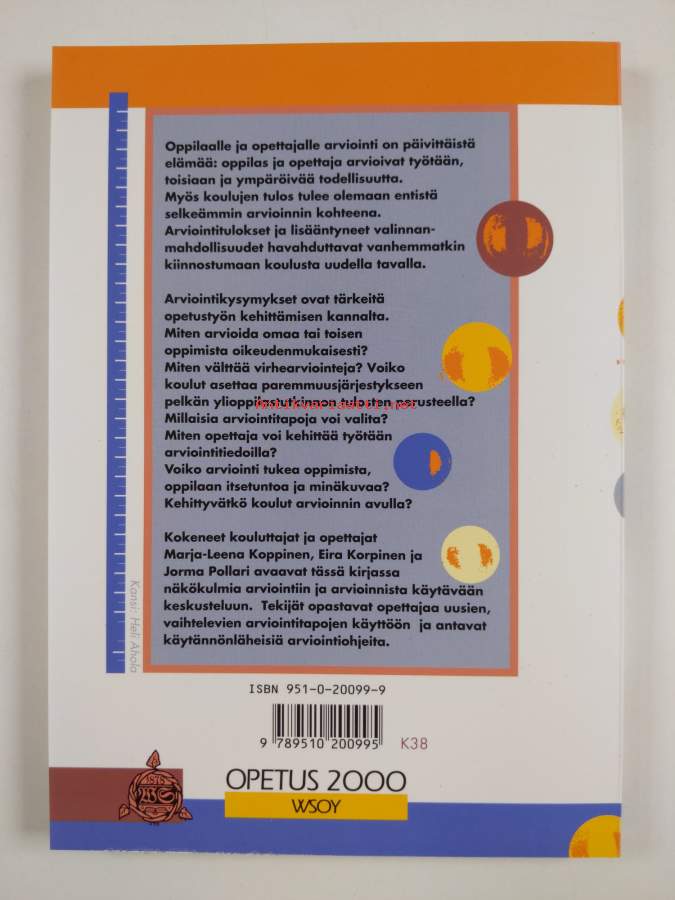 Oppilaalle ja opettajalle arviointi on päivittäistä
elämää: oppilas ja opettaja arvioivat työtään,
toisiaan ja ympäröivää todellisuutta.
Myös koulujen tulos tulee olemaan entistä
selkeämmin arvioinnin kohteena.
Arviointitulokset ja lisääntyneet valinnan-
mahdollisuudet havahduttavat vanhemmatkin
kiinnostumaan koulusta uudella tavalla.
Arviointikysymykset ovat tärkeitä
opetustyön kehittämisen kannalta.
Miten arvioida omaa tai toisen
oppimista oikeudenmukaisesti?
Miten välttää virhearviointeja? Voiko
koulut asettaa paremmuusjärjestykseen
pelkän ylioppilastutkinnon tulosten perusteella?
Antikvariaatti.net
Millaisia arviointitapoja voi valita?
Miten opettaja voi kehittää työtään
arviointitiedoilla?
Voiko arviointi tukea oppimista,
oppilaan itsetuntoa ja minäkuvaa?
Kehittyvätkö koulut arvioinnin avulla?
Kokeneet kouluttajat ja opettajat
Marja-Leena Koppinen, Eira Korpinen ja
Jorma Pollari avaavat tässä kirjassa
näkökulmia arviointiin ja arvioinnista käytävään
keskusteluun. Tekijät opastavat opettajaa uusien,
vaihtelevien arviointitapojen käyttöön ja antavat
käytännönläheisiä arviointiohjeita.
Kansi: Heli Ahola
ISBN 951-0-20099-9
9 789510 200995
K38
1878
WS
OPETUS 2000
WSOY